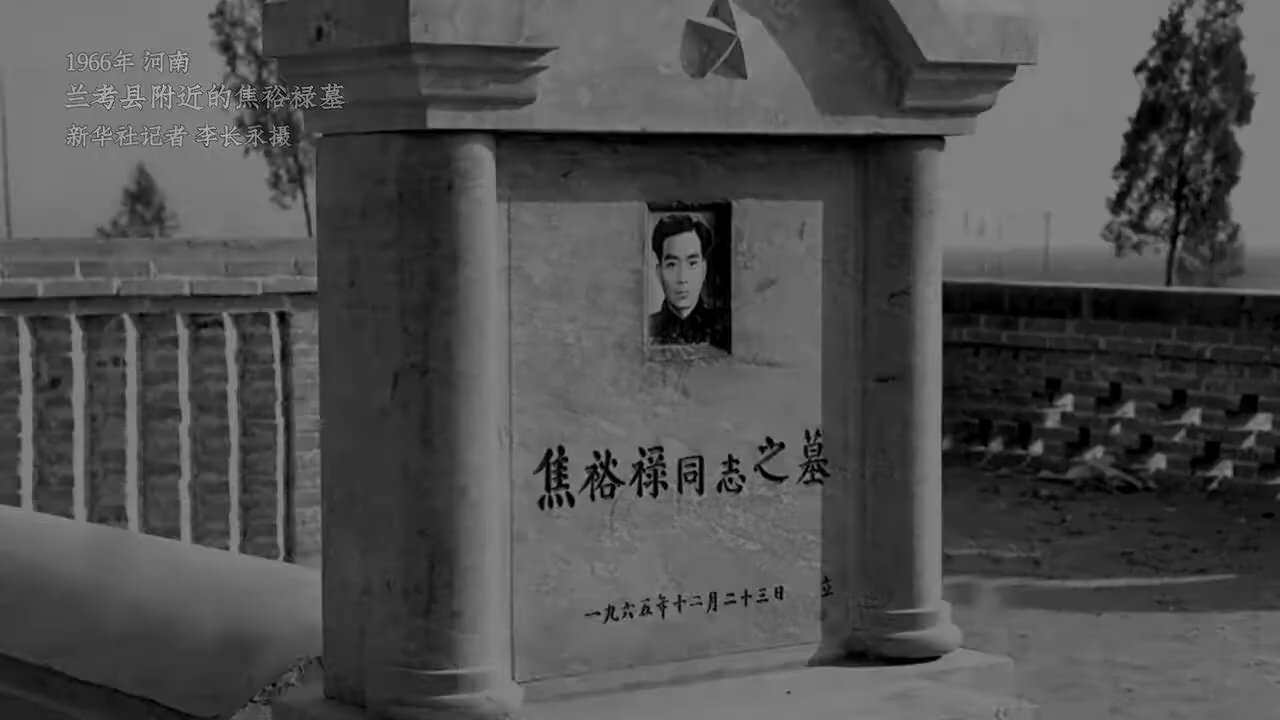 1966年 河南
兰考县附近的焦裕禄墓
新华社记者 李长永摄
焦裕禄同志之墓
一九六五年十二月二十三日 立